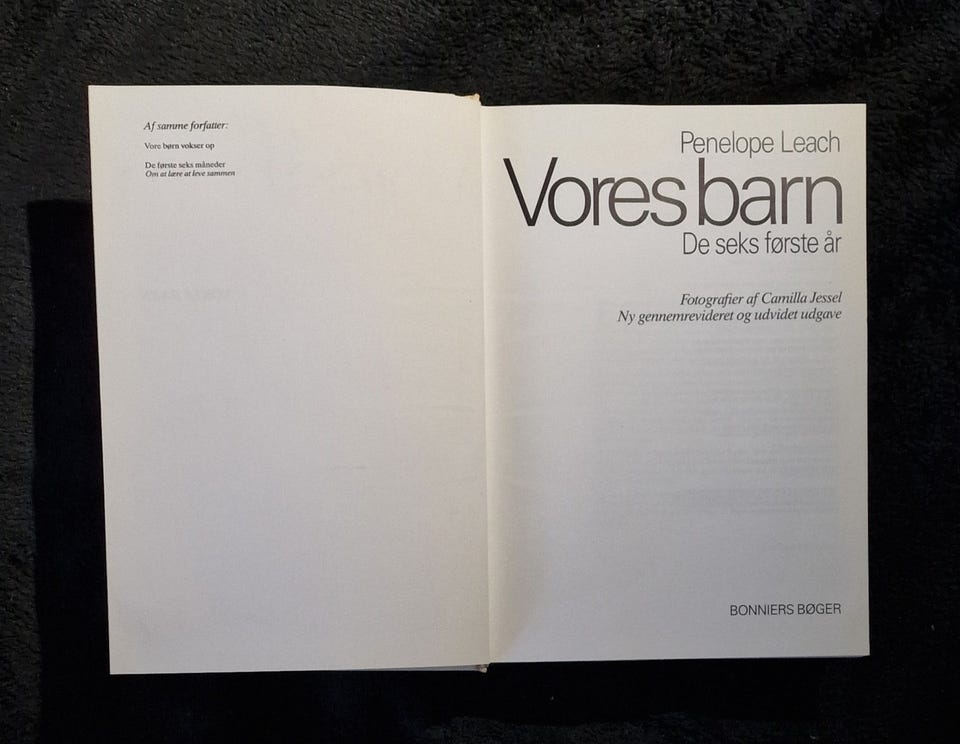 Af samme forfatter:
Vore børn vokser op
De første seks måneder
Om at lære at leve sammen
Penelope Leach
Vores barn
De seks første år
Fotografier af Camilla Jessel
Ny gennemrevideret og udvidet udgave
BONNIERS BØGER